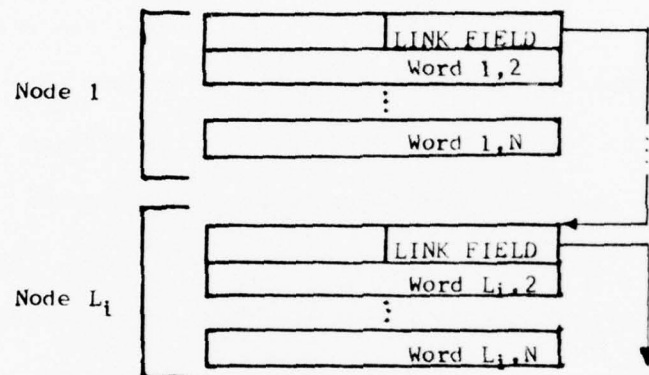 LINK FIELD
Word 1,2
Node 1
Word 1,N
LINK FIELD
Word Lᵢ,2
Node Lᵢ
Word Lᵢ,N